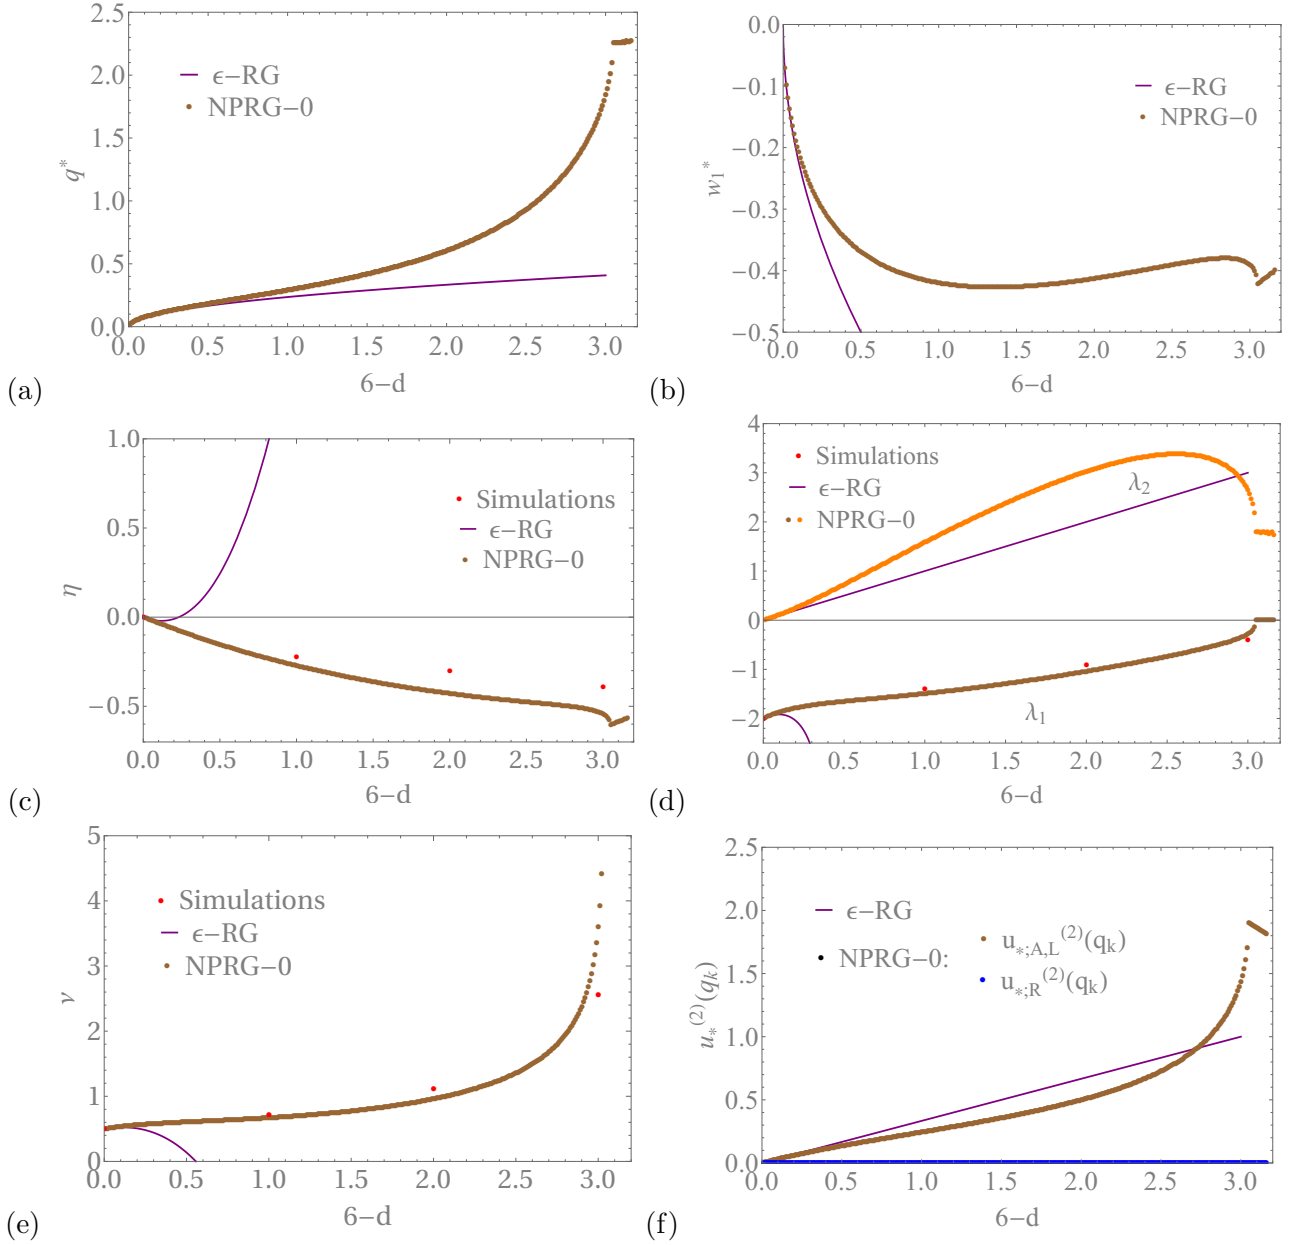 2.5
2.0
1.5
1.0
0.5
0.0
q*
ϵ−RG
NPRG−0
0.0 0.5 1.0 1.5 2.0 2.5 3.0
6−d
(a)
0.0
−0.1
−0.2
−0.3
−0.4
−0.5
w₁*
ϵ−RG
NPRG−0
0.0 0.5 1.0 1.5 2.0 2.5 3.0
6−d
(b)
1.0
0.5
0.0
−0.5
η
Simulations
ϵ−RG
NPRG−0
0.0 0.5 1.0 1.5 2.0 2.5 3.0
6−d
(c)
4
3
2
1
0
−1
−2
Simulations
ϵ−RG
NPRG−0
λ₂
λ₁
0.0 0.5 1.0 1.5 2.0 2.5 3.0
6−d
(d)
5
4
3
2
1
0
ν
Simulations
ϵ−RG
NPRG−0
0.0 0.5 1.0 1.5 2.0 2.5 3.0
6−d
(e)
2.5
2.0
1.5
1.0
0.5
0.0
u*^(2)(q_k)
ϵ−RG
NPRG−0:
u_*;A,L^(2)(q_k)
u_*;R^(2)(q_k)
0.0 0.5 1.0 1.5 2.0 2.5 3.0
6−d
(f)